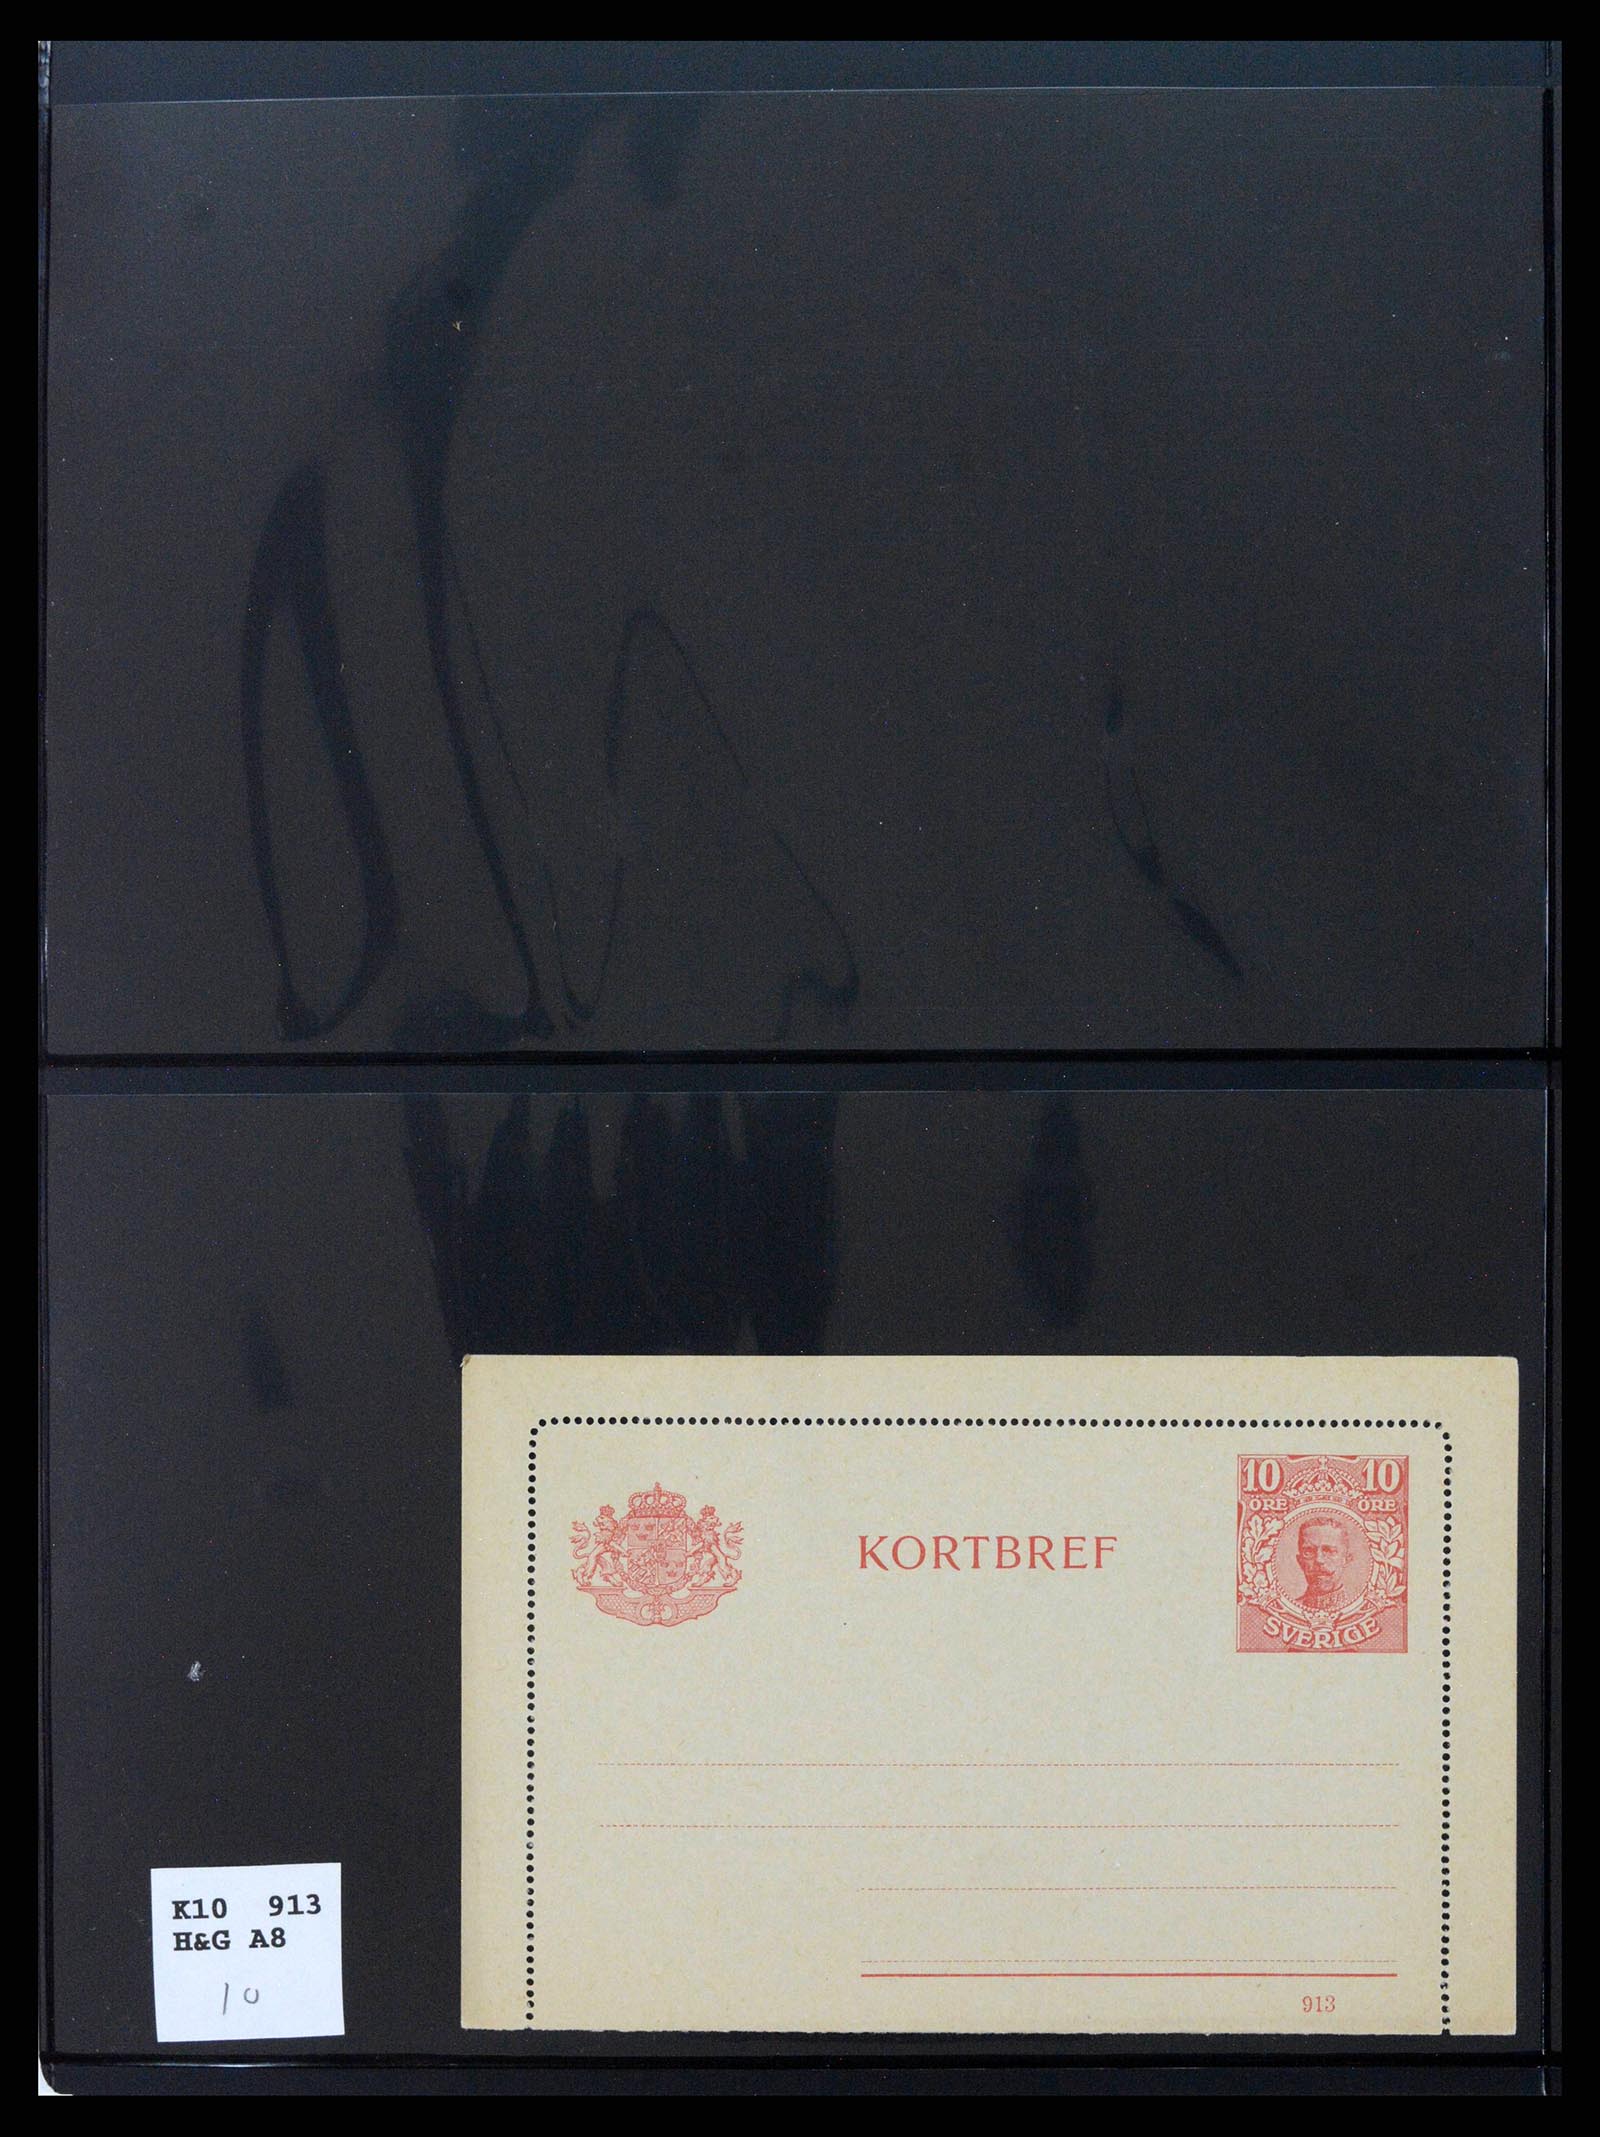 10 10
ÖRE ÖRE
KORTBREF
SVERIGE
913
K10 913
H&G A8
10